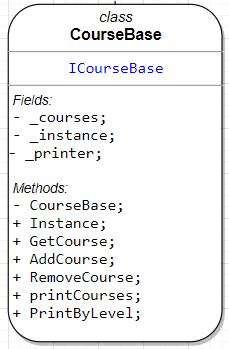 class
CourseBase
ICourseBase
Fields:
- _courses;
- _instance;
- _printer;
Methods:
- CourseBase;
+ Instance;
+ GetCourse;
+ AddCourse;
+ RemoveCourse;
+ printCourses;
+ PrintByLevel;